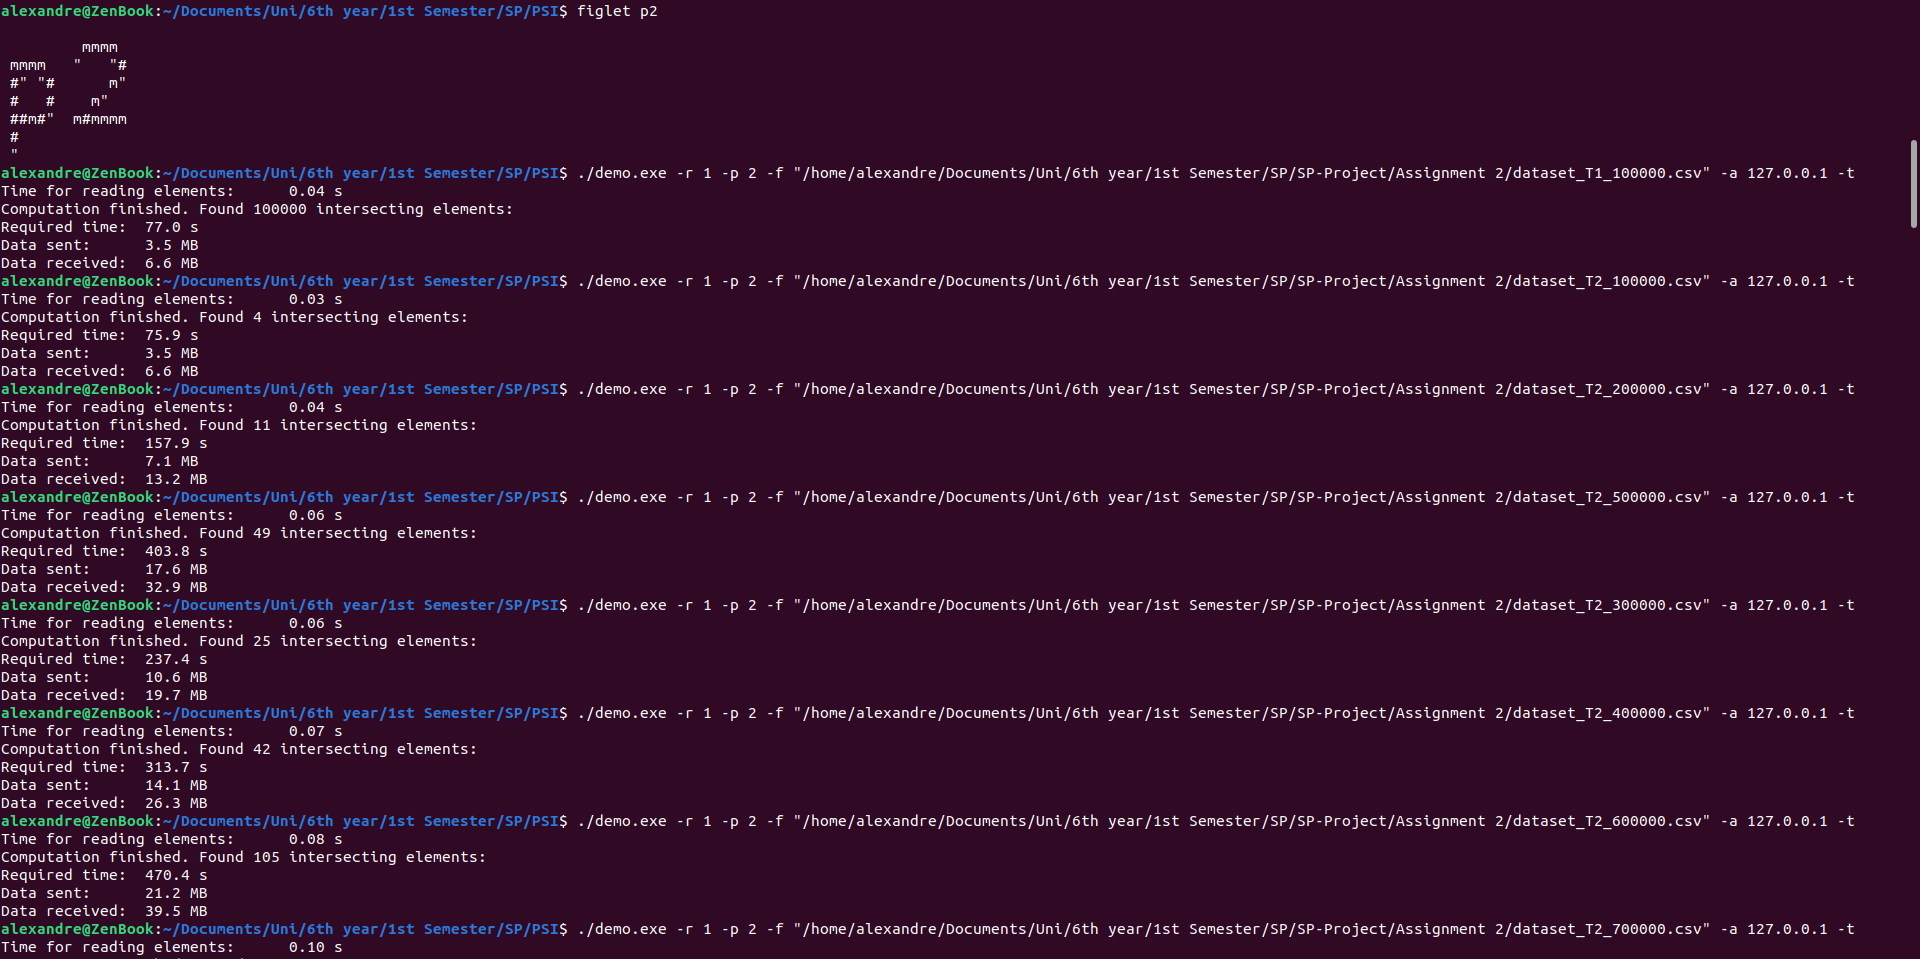 alexandre@ZenBook:~/Documents/Uni/6th year/1st Semester/SP/PSI$ figlet p2
         mmmm
 mmmm   "   "#
 #" "#      m"
 #   #    m"
 ##m#"  m#mmmm
 #
 "
alexandre@ZenBook:~/Documents/Uni/6th year/1st Semester/SP/PSI$ ./demo.exe -r 1 -p 2 -f "/home/alexandre/Documents/Uni/6th year/1st Semester/SP/SP-Project/Assignment 2/dataset_T1_100000.csv" -a 127.0.0.1 -t
Time for reading elements:      0.04 s
Computation finished. Found 100000 intersecting elements:
Required time:  77.0 s
Data sent:      3.5 MB
Data received:  6.6 MB
alexandre@ZenBook:~/Documents/Uni/6th year/1st Semester/SP/PSI$ ./demo.exe -r 1 -p 2 -f "/home/alexandre/Documents/Uni/6th year/1st Semester/SP/SP-Project/Assignment 2/dataset_T2_100000.csv" -a 127.0.0.1 -t
Time for reading elements:      0.03 s
Computation finished. Found 4 intersecting elements:
Required time:  75.9 s
Data sent:      3.5 MB
Data received:  6.6 MB
alexandre@ZenBook:~/Documents/Uni/6th year/1st Semester/SP/PSI$ ./demo.exe -r 1 -p 2 -f "/home/alexandre/Documents/Uni/6th year/1st Semester/SP/SP-Project/Assignment 2/dataset_T2_200000.csv" -a 127.0.0.1 -t
Time for reading elements:      0.04 s
Computation finished. Found 11 intersecting elements:
Required time:  157.9 s
Data sent:      7.1 MB
Data received:  13.2 MB
alexandre@ZenBook:~/Documents/Uni/6th year/1st Semester/SP/PSI$ ./demo.exe -r 1 -p 2 -f "/home/alexandre/Documents/Uni/6th year/1st Semester/SP/SP-Project/Assignment 2/dataset_T2_500000.csv" -a 127.0.0.1 -t
Time for reading elements:      0.06 s
Computation finished. Found 49 intersecting elements:
Required time:  403.8 s
Data sent:      17.6 MB
Data received:  32.9 MB
alexandre@ZenBook:~/Documents/Uni/6th year/1st Semester/SP/PSI$ ./demo.exe -r 1 -p 2 -f "/home/alexandre/Documents/Uni/6th year/1st Semester/SP/SP-Project/Assignment 2/dataset_T2_300000.csv" -a 127.0.0.1 -t
Time for reading elements:      0.06 s
Computation finished. Found 25 intersecting elements:
Required time:  237.4 s
Data sent:      10.6 MB
Data received:  19.7 MB
alexandre@ZenBook:~/Documents/Uni/6th year/1st Semester/SP/PSI$ ./demo.exe -r 1 -p 2 -f "/home/alexandre/Documents/Uni/6th year/1st Semester/SP/SP-Project/Assignment 2/dataset_T2_400000.csv" -a 127.0.0.1 -t
Time for reading elements:      0.07 s
Computation finished. Found 42 intersecting elements:
Required time:  313.7 s
Data sent:      14.1 MB
Data received:  26.3 MB
alexandre@ZenBook:~/Documents/Uni/6th year/1st Semester/SP/PSI$ ./demo.exe -r 1 -p 2 -f "/home/alexandre/Documents/Uni/6th year/1st Semester/SP/SP-Project/Assignment 2/dataset_T2_600000.csv" -a 127.0.0.1 -t
Time for reading elements:      0.08 s
Computation finished. Found 105 intersecting elements:
Required time:  470.4 s
Data sent:      21.2 MB
Data received:  39.5 MB
alexandre@ZenBook:~/Documents/Uni/6th year/1st Semester/SP/PSI$ ./demo.exe -r 1 -p 2 -f "/home/alexandre/Documents/Uni/6th year/1st Semester/SP/SP-Project/Assignment 2/dataset_T2_700000.csv" -a 127.0.0.1 -t
Time for reading elements:      0.10 s